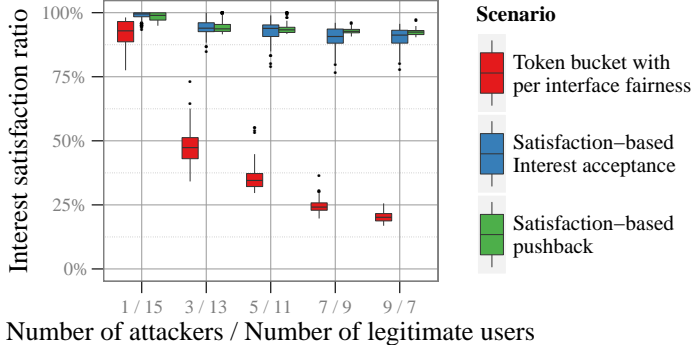 Interest satisfaction ratio
100%
75%
50%
25%
0%
1 / 15
3 / 13
5 / 11
7 / 9
9 / 7
Number of attackers / Number of legitimate users
Scenario
Token bucket with
per interface fairness
Satisfaction−based
Interest acceptance
Satisfaction−based
pushback